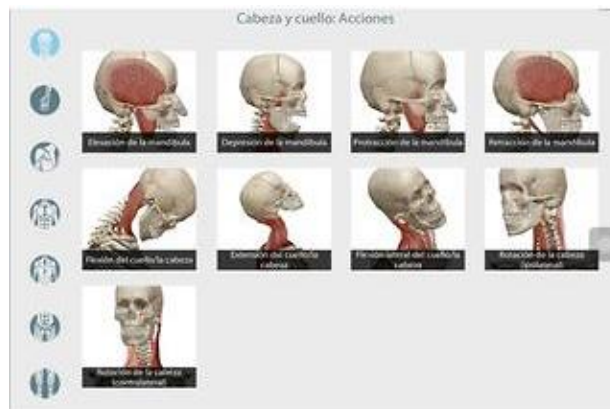 Cabeza y cuello: Acciones
Elevación de la mandíbula
Depresión de la mandíbula
Protracción de la mandíbula
Retracción de la mandíbula
Flexión del cuello/la cabeza
Extensión del cuello/la
cabeza
Flexión lateral del cuello/la
cabeza
Rotación de la cabeza
(ipsilateral)
Rotación de la cabeza
(contralateral)